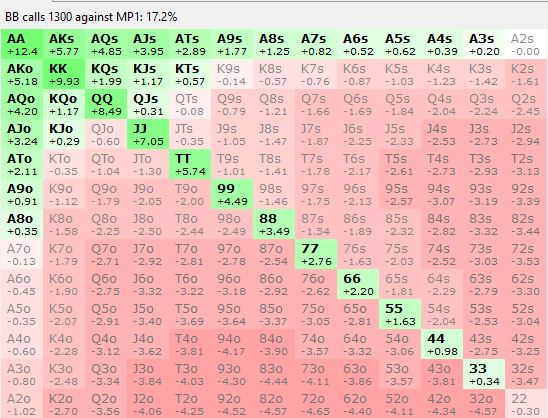 BB calls 1300 against MP1: 17.2%
AA AKs AQs AJs ATs A9s A8s A7s A6s A5s A4s A3s A2s
+12.4 +5.77 +4.85 +3.95 +2.89 +1.77 +1.25 +0.82 +0.52 +0.62 +0.39 +0.20 -0.00
AKo KK KQs KJs KTs K9s K8s K7s K6s K5s K4s K3s K2s
+5.18 +9.93 +1.99 +1.17 +0.57 -0.14 -0.57 -0.76 -0.87 -1.03 -1.23 -1.42 -1.61
AQo KQo QQ QJs QTs Q9s Q8s Q7s Q6s Q5s Q4s Q3s Q2s
+4.20 +1.17 +8.49 +0.31 -0.08 -0.79 -1.21 -1.66 -1.69 -1.84 -2.04 -2.24 -2.45
AJo KJo QJo JJ JTs J9s J8s J7s J6s J5s J4s J3s J2s
+3.24 +0.29 -0.60 +7.05 -0.35 -1.05 -1.47 -1.87 -2.25 -2.33 -2.53 -2.73 -2.94
ATo KTo QTo JTo TT T9s T8s T7s T6s T5s T4s T3s T2s
+2.11 -0.35 -1.04 -1.30 +5.74 -1.01 -1.41 -1.78 -2.17 -2.61 -2.73 -2.93 -3.13
A9o K9o Q9o J9o T9o 99 98s 97s 96s 95s 94s 93s 92s
+0.91 -1.12 -1.79 -2.05 -2.00 +4.49 -1.46 -1.75 -2.13 -2.57 -3.07 -3.19 -3.39
A8o K8o Q8o J8o T8o 98o 88 87s 86s 85s 84s 83s 82s
+0.35 -1.58 -2.25 -2.50 -2.44 -2.49 +3.49 -1.54 -1.89 -2.32 -2.82 -3.32 -3.44
A7o K7o Q7o J7o T7o 97o 87o 77 76s 75s 74s 73s 72s
-0.13 -1.79 -2.71 -2.92 -2.81 -2.78 -2.54 +2.76 -1.63 -2.03 -2.52 -3.03 -3.53
A6o K6o Q6o J6o T6o 96o 86o 76o 66 65s 64s 63s 62s
-0.45 -1.90 -2.75 -3.32 -3.22 -3.18 -2.92 -2.62 +2.20 -1.81 -2.29 -2.79 -3.30
A5o K5o Q5o J5o T5o 95o 85o 75o 65o 55 54s 53s 52s
-0.35 -2.07 -2.91 -3.40 -3.69 -3.64 -3.37 -3.05 -2.81 +1.63 -2.04 -2.53 -3.04
A4o K4o Q4o J4o T4o 94o 84o 74o 64o 54o 44 43s 42s
-0.60 -2.28 -3.12 -3.62 -3.81 -4.17 -3.90 -3.57 -3.32 -3.06 +0.98 -2.75 -3.25
A3o K3o Q3o J3o T3o 93o 83o 73o 63o 53o 43o 33 32s
-0.80 -2.48 -3.34 -3.84 -4.03 -4.30 -4.44 -4.11 -3.86 -3.57 -3.81 +0.34 -3.47
A2o K2o Q2o J2o T2o 92o 82o 72o 62o 52o 42o 32o 22
-1.02 -2.70 -3.56 -4.06 -4.25 -4.52 -4.57 -4.65 -4.40 -4.11 -4.34 -4.57 -0.30